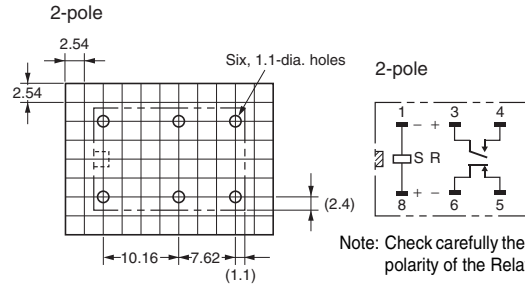 2-pole
2.54
Six, 1.1-dia. holes
2.54
(2.4)
10.16
7.62
(1.1)
2-pole
1 3 4
- +
S R
+ -
8 6 5
Note: Check carefully the
polarity of the Rela